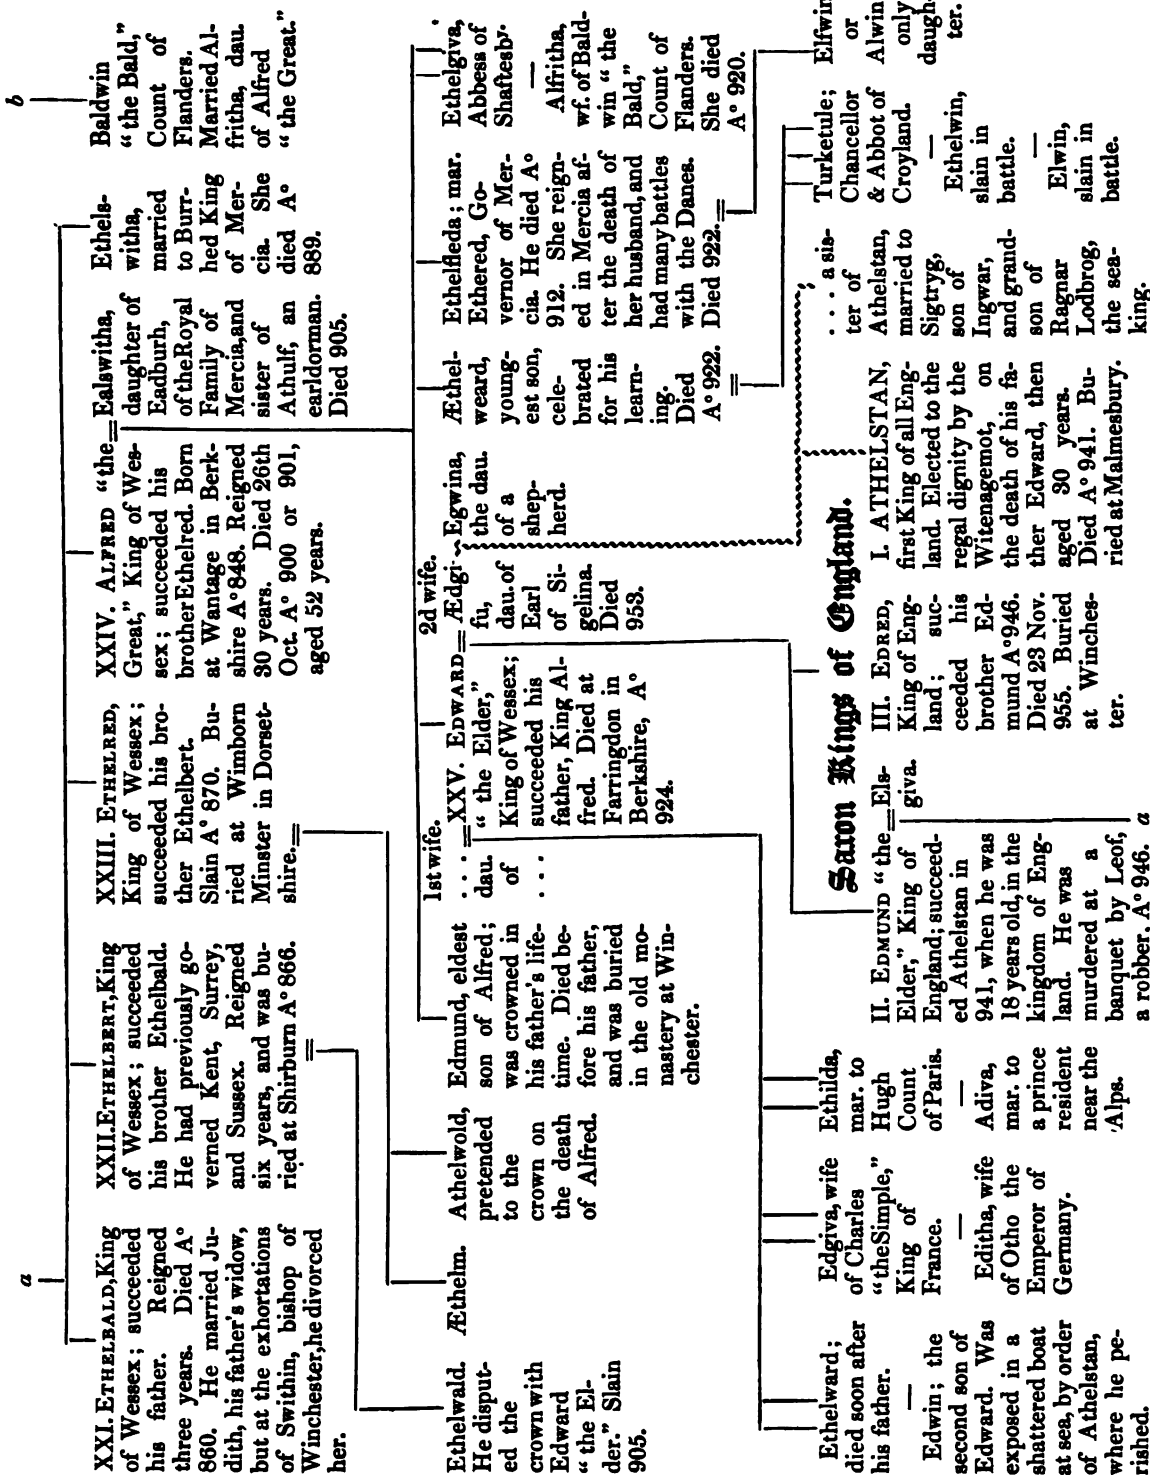 a
b
XXI. ETHELBALD, King
of Wessex; succeeded
his father. Reigned
three years. Died A°
860. He married Ju-
dith, his father's widow,
but at the exhortations
of Swithin, bishop of
Winchester, he divorced
her.
XXII. ETHELBERT, King
of Wessex; succeeded
his brother Ethelbald.
He had previously go-
verned Kent, Surrey,
and Sussex. Reigned
six years, and was bu-
ried at Shirburn A° 866.
XXIII. ETHELRED,
King of Wessex;
succeeded his bro-
ther Ethelbert.
Slain A° 870. Bu-
ried at Wimborn
Minster in Dorset-
shire.
XXIV. ALFRED "the
Great," King of Wes-
sex; succeeded his
brother Ethelred. Born
at Wantage in Berk-
shire A° 848. Reigned
30 years. Died 26th
Oct. A° 900 or 901,
aged 52 years.
Ealswitha,
daughter of
Eadburh,
of the Royal
Family of
Mercia, and
sister of
Athulf, an
earldorman.
Died 905.
Ethels-
witha,
married
to Burr-
hed King
of Mer-
cia. She
died A°
889.
Baldwin
"the Bald,"
Count of
Flanders.
Married Al-
fritha, dau.
of Alfred
"the Great."
Ethelwald.
He disput-
ed the
crown with
Edward
"the El-
der." Slain
905.
Æthelm.
Athelwold,
pretended
to the
crown on
the death
of Alfred.
Edmund, eldest
son of Alfred;
was crowned in
his father's life-
time. Died be-
fore his father,
and was buried
in the old mo-
nastery at Win-
chester.
1st wife.
. . .
dau.
of
. . .
XXV. EDWARD
"the Elder,"
King of Wessex;
succeeded his
father, King Al-
fred. Died at
Farringdon in
Berkshire, A°
924.
2d wife.
Ædgi-
fu,
dau. of
Earl
of Si-
gelina.
Died
953.
Egwina,
the dau.
of a
shep-
herd.
Æthel-
weard,
young-
est son,
cele-
brated
for his
learn-
ing.
Died
A° 922.
Ethelfleda; mar.
Ethered, Go-
vernor of Mer-
cia. He died A°
912. She reign-
ed in Mercia af-
ter the death of
her husband, and
had many battles
with the Danes.
Died 922.
Ethelgiva,
Abbess of
Shaftesby.
—
Alfritha,
wf. of Bald-
win "the
Bald,"
Count of
Flanders.
She died
A° 920.
Ethelward;
died soon after
his father.
—
Edwin; the
second son of
Edward. Was
exposed in a
shattered boat
at sea, by order
of Athelstan,
where he pe-
rished.
Edgiva, wife
of Charles
"the Simple,"
King of
France.
—
Editha, wife
of Otho the
Emperor of
Germany.
Ethilda,
mar. to
Hugh
Count
of Paris.
—
Adiva,
mar. to
a prince
resident
near the
Alps.
Saxon Kings of England.
II. EDMUND "the
Elder," King of
England; succeed-
ed Athelstan in
941, when he was
18 years old, in the
kingdom of Eng-
land. He was
murdered at a
banquet by Leof,
a robber. A° 946.
Els-
giva.
a
III. EDRED,
King of Eng-
land; suc-
ceeded his
brother Ed-
mund A° 946.
Died 23 Nov.
955. Buried
at Winches-
ter.
I. ATHELSTAN,
first King of all Eng-
land. Elected to the
regal dignity by the
Witenagemot, on
the death of his fa-
ther Edward, then
aged 30 years.
Died A° 941. Bu-
ried at Malmesbury.
. . . a sis-
ter of
Athelstan,
married to
Sigtryg,
son of
Ingwar,
and grand-
son of
Ragnar
Lodbrog,
the sea-
king.
Turketule;
Chancellor
& Abbot of
Croyland.
—
Ethelwin,
slain in
battle.
—
Elwin,
slain in
battle.
Elfwin
or
Alwin
only
daugh-
ter.